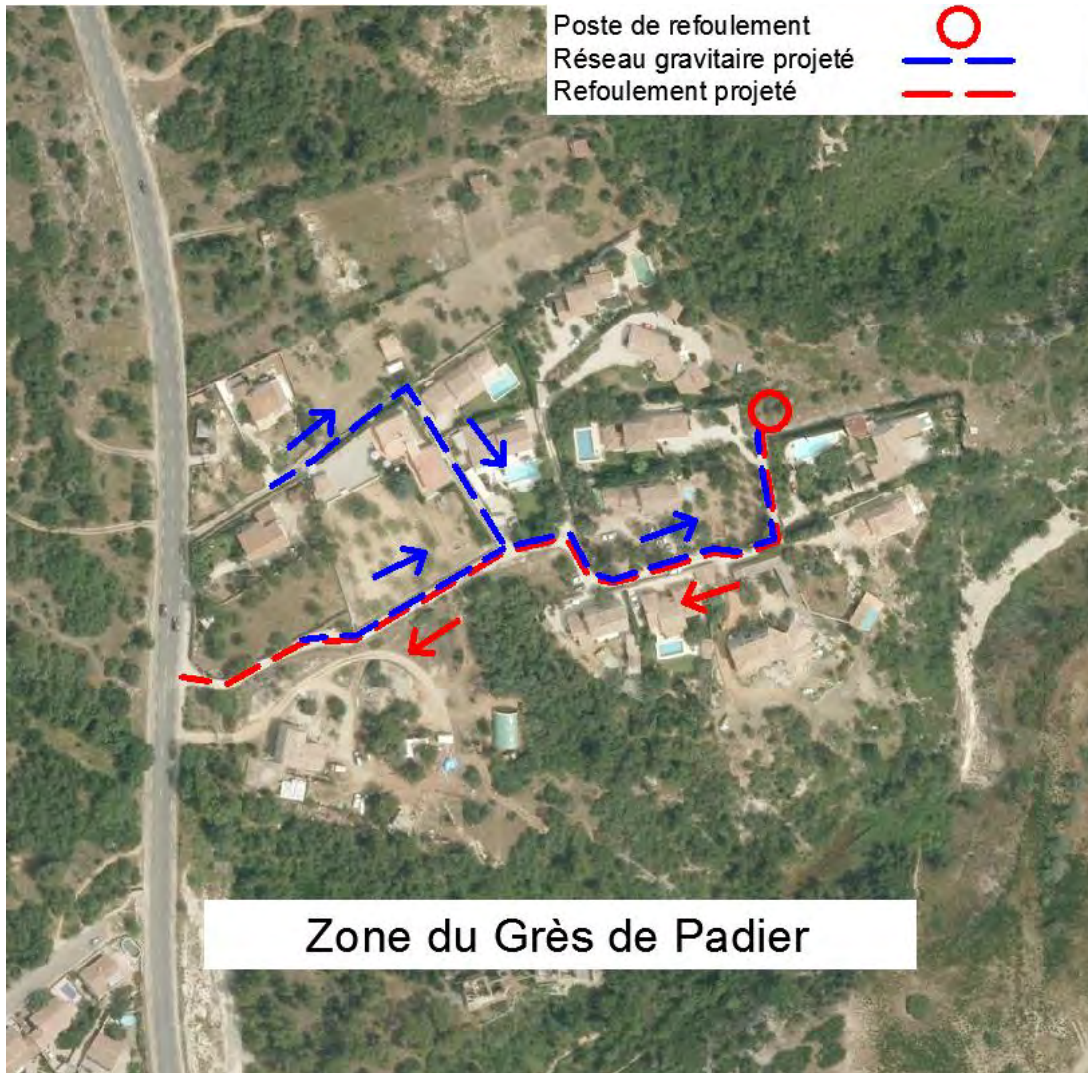 Poste de refoulement
Réseau gravitaire projeté
Refoulement projeté
Zone du Grès de Padier